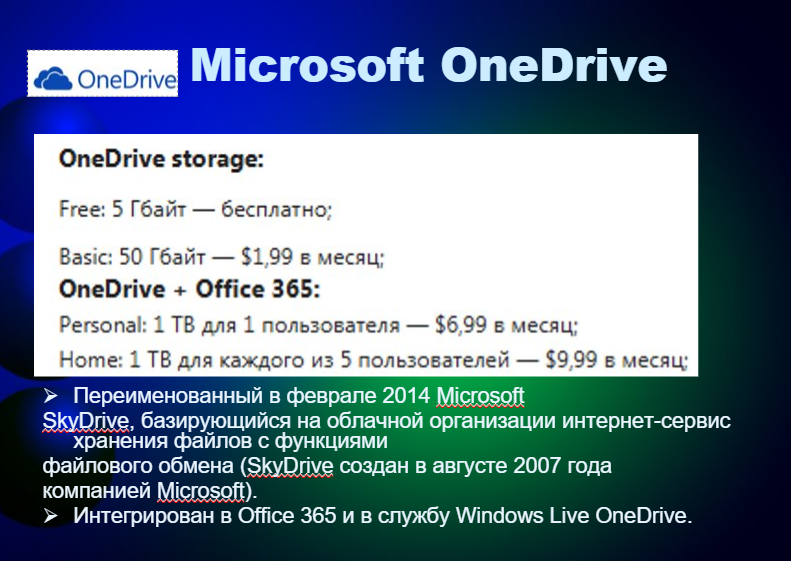 OneDrive
Microsoft OneDrive
OneDrive storage:
Free: 5 Гбайт — бесплатно;
Basic: 50 Гбайт — $1,99 в месяц;
OneDrive + Office 365:
Personal: 1 TB для 1 пользователя — $6,99 в месяц;
Home: 1 TB для каждого из 5 пользователей — $9,99 в месяц;
➢ Переименованный в феврале 2014 Microsoft
SkyDrive, базирующийся на облачной организации интернет-сервис
хранения файлов с функциями
файлового обмена (SkyDrive создан в августе 2007 года
компанией Microsoft).
➢ Интегрирован в Office 365 и в службу Windows Live OneDrive.